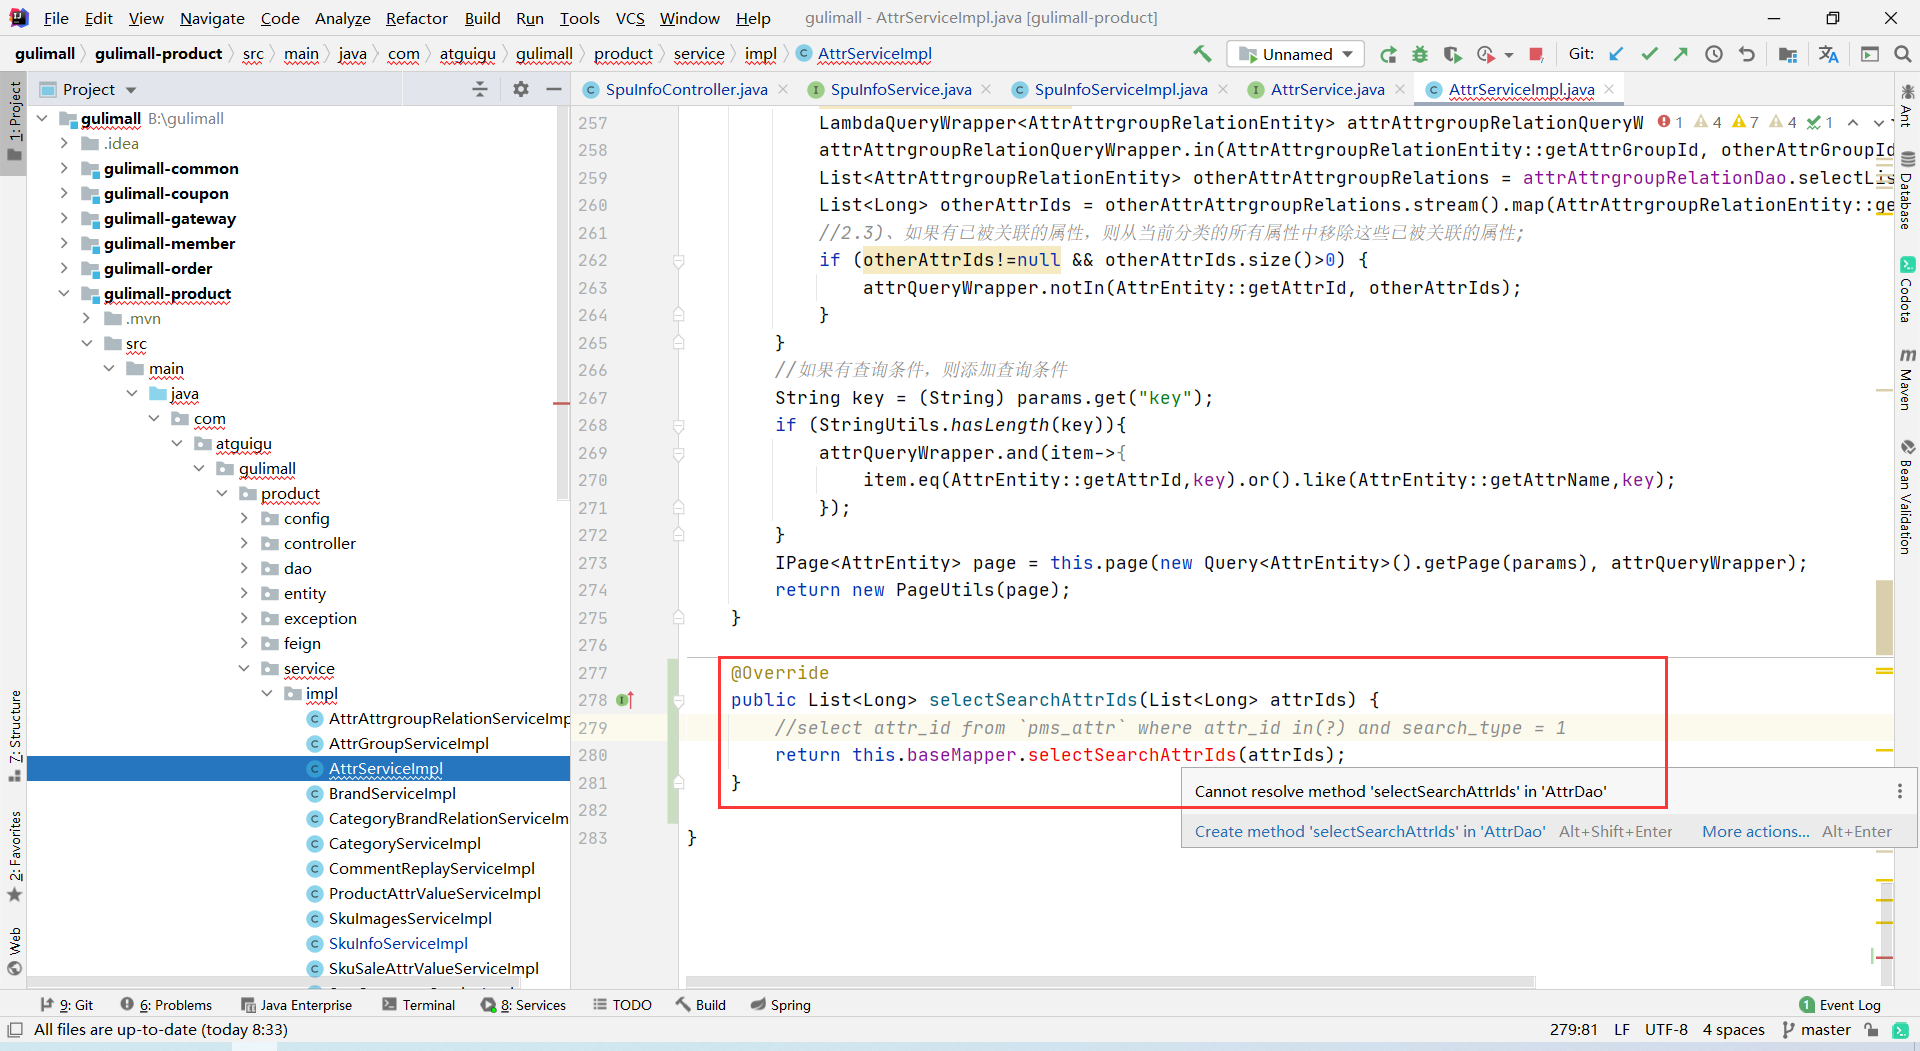 File Edit View Navigate Code Analyze Refactor Build Run Tools VCS Window Help gulimall - AttrServiceImpl.java [gulimall-product]
gulimall gulimall-product src main java com atguigu gulimall product service impl AttrServiceImpl Unnamed Git:
Project SpuInfoController.java SpuInfoService.java SpuInfoServiceImpl.java AttrService.java AttrServiceImpl.java
1: Project
7: Structure
2: Favorites
Web
gulimall B:\gulimall
.idea
gulimall-common
gulimall-coupon
gulimall-gateway
gulimall-member
gulimall-order
gulimall-product
.mvn
src
main
java
com
atguigu
gulimall
product
config
controller
dao
entity
exception
feign
service
impl
AttrAttrgroupRelationServiceImp
AttrGroupServiceImpl
AttrServiceImpl
BrandServiceImpl
CategoryBrandRelationServiceIm
CategoryServiceImpl
CommentReplayServiceImpl
ProductAttrValueServiceImpl
SkuImagesServiceImpl
SkuInfoServiceImpl
SkuSaleAttrValueServiceImpl
257 LambdaQueryWrapper<AttrAttrgroupRelationEntity> attrAttrgroupRelationQueryW 1 4 7 4 1
258 attrAttrgroupRelationQueryWrapper.in(AttrAttrgroupRelationEntity::getAttrGroupId, otherAttrGroupId
259 List<AttrAttrgroupRelationEntity> otherAttrgroupRelations = attrAttrgroupRelationDao.selectLis
260 List<Long> otherAttrIds = otherAttrgroupRelations.stream().map(AttrAttrgroupRelationEntity::ge
261 //2.3)、如果有已被关联的属性，则从当前分类的所有属性中移除这些已被关联的属性;
262 if (otherAttrIds!=null && otherAttrIds.size()>0) {
263 attrQueryWrapper.notIn(AttrEntity::getAttrId, otherAttrIds);
264 }
265 }
266 //如果有查询条件，则添加查询条件
267 String key = (String) params.get("key");
268 if (StringUtils.hasLength(key)){
269 attrQueryWrapper.and(item->{
270 item.eq(AttrEntity::getAttrId,key).or().like(AttrEntity::getAttrName,key);
271 });
272 }
273 IPage<AttrEntity> page = this.page(new Query<AttrEntity>().getPage(params), attrQueryWrapper);
274 return new PageUtils(page);
275 }
276
277 @Override
278 public List<Long> selectSearchAttrIds(List<Long> attrIds) {
279 //select attr_id from `pms_attr` where attr_id in(?) and search_type = 1
280 return this.baseMapper.selectSearchAttrIds(attrIds);
281 }
282
283 }
Cannot resolve method 'selectSearchAttrIds' in 'AttrDao'
Create method 'selectSearchAttrIds' in 'AttrDao' Alt+Shift+Enter More actions... Alt+Enter
Ant
Database
Codota
Maven
Bean Validation
9: Git 6: Problems Java Enterprise Terminal 8: Services TODO Build Spring 1 Event Log
All files are up-to-date (today 8:33) 279:81 LF UTF-8 4 spaces master